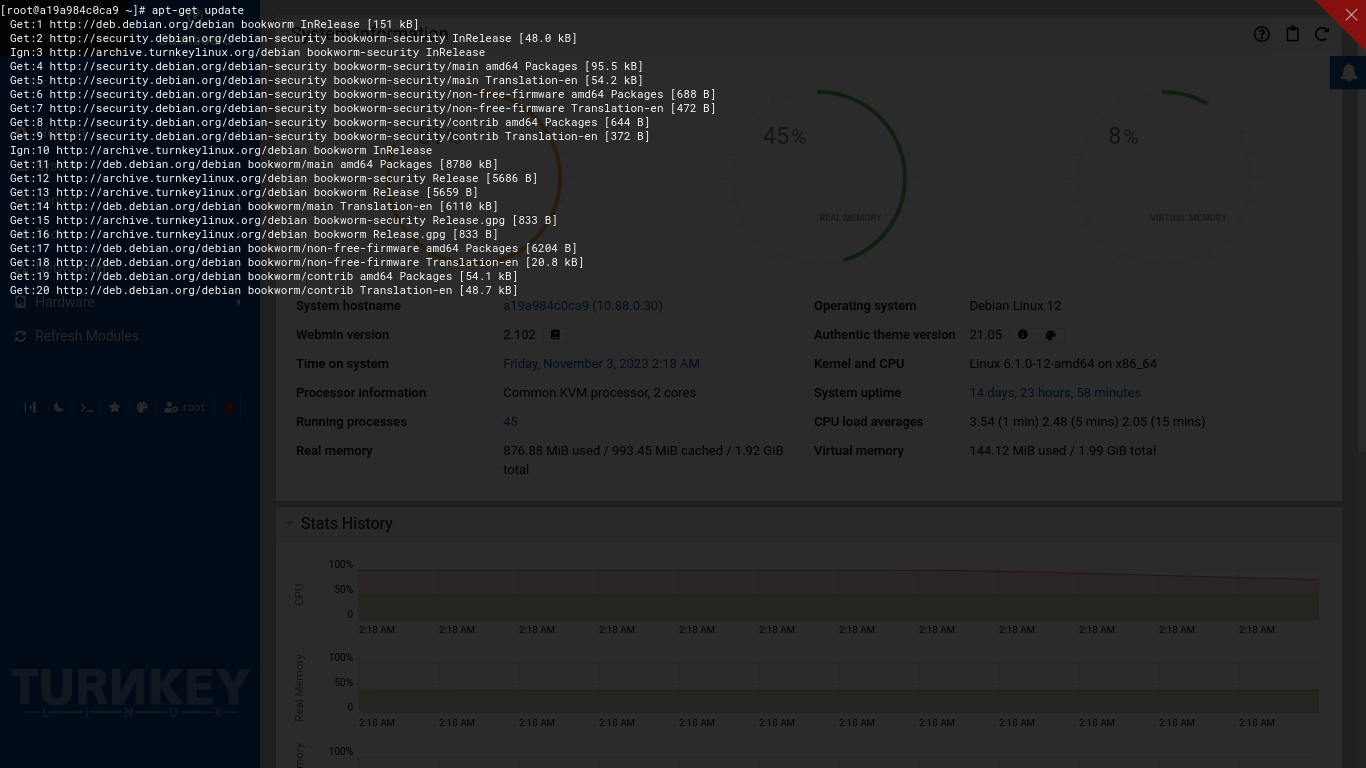 [root@a19a984c0ca9 ~]# apt-get update
Get:1 http://deb.debian.org/debian bookworm InRelease [151 kB]
Get:2 http://security.debian.org/debian-security bookworm-security InRelease [48.0 kB]
Ign:3 http://archive.turnkeylinux.org/debian bookworm-security InRelease
Get:4 http://security.debian.org/debian-security bookworm-security/main amd64 Packages [95.5 kB]
Get:5 http://security.debian.org/debian-security bookworm-security/main Translation-en [54.2 kB]
Get:6 http://security.debian.org/debian-security bookworm-security/non-free-firmware amd64 Packages [688 B]
Get:7 http://security.debian.org/debian-security bookworm-security/non-free-firmware Translation-en [472 B]
Get:8 http://security.debian.org/debian-security bookworm-security/contrib amd64 Packages [644 B]
Get:9 http://security.debian.org/debian-security bookworm-security/contrib Translation-en [372 B]
Ign:10 http://archive.turnkeylinux.org/debian bookworm InRelease
Get:11 http://deb.debian.org/debian bookworm/main amd64 Packages [8780 kB]
Get:12 http://archive.turnkeylinux.org/debian bookworm-security Release [5686 B]
Get:13 http://archive.turnkeylinux.org/debian bookworm Release [5659 B]
Get:14 http://deb.debian.org/debian bookworm/main Translation-en [6110 kB]
Get:15 http://archive.turnkeylinux.org/debian bookworm-security Release.gpg [833 B]
Get:16 http://archive.turnkeylinux.org/debian bookworm Release.gpg [833 B]
Get:17 http://deb.debian.org/debian bookworm/non-free-firmware amd64 Packages [6204 B]
Get:18 http://deb.debian.org/debian bookworm/non-free-firmware Translation-en [20.8 kB]
Get:19 http://deb.debian.org/debian bookworm/contrib amd64 Packages [54.1 kB]
Get:20 http://deb.debian.org/debian bookworm/contrib Translation-en [48.7 kB]
System Information
45%
REAL MEMORY
8%
VIRTUAL MEMORY
Networking
Hardware
Refresh Modules
root
System hostname a19a984c0ca9 (10.88.0.30) Operating system Debian Linux 12
Webmin version 2.102 Authentic theme version 21.05
Time on system Friday, November 3, 2023 2:18 AM Kernel and CPU Linux 6.1.0-12-amd64 on x86_64
Processor information Common KVM processor, 2 cores System uptime 14 days, 23 hours, 58 minutes
Running processes 45 CPU load averages 3.54 (1 min) 2.48 (5 mins) 2.05 (15 mins)
Real memory 876.88 MiB used / 993.45 MiB cached / 1.92 GiB total Virtual memory 144.12 MiB used / 1.99 GiB total
Stats History
CPU
100%
50%
0
2:18 AM 2:18 AM 2:18 AM 2:18 AM 2:18 AM 2:18 AM 2:18 AM 2:18 AM 2:18 AM 2:18 AM 2:18 AM 2:18 AM
Real Memory
100%
50%
0
2:18 AM 2:18 AM 2:18 AM 2:18 AM 2:18 AM 2:18 AM 2:18 AM 2:18 AM 2:18 AM 2:18 AM 2:18 AM 2:18 AM
100%
TURNKEY
LINUX